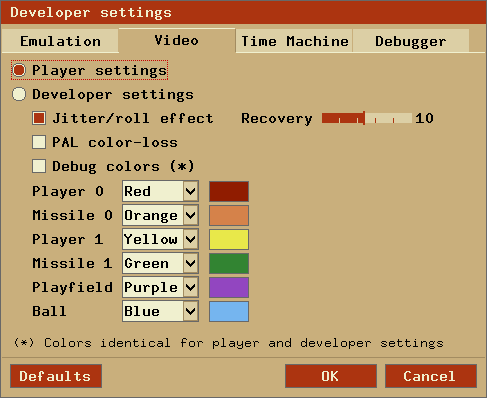 Developer settings
Emulation Video Time Machine Debugger
Player settings
Developer settings
Jitter/roll effect Recovery 10
PAL color-loss
Debug colors (*)
Player 0 Red
Missile 0 Orange
Player 1 Yellow
Missile 1 Green
Playfield Purple
Ball Blue
(*) Colors identical for player and developer settings
Defaults OK Cancel